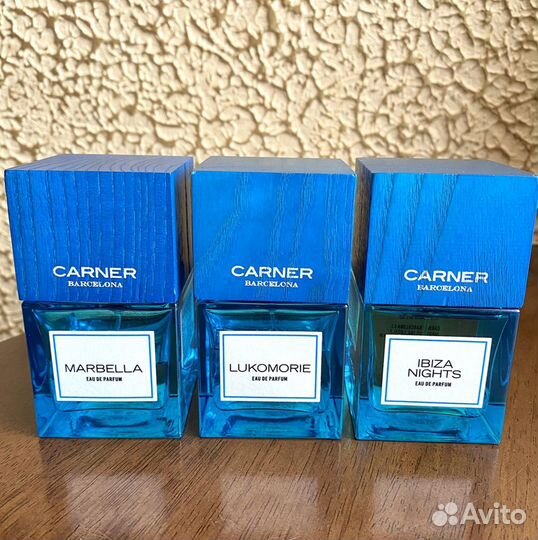 CARNER
BARCELONA
MARBELLA
EAU DE PARFUM
CARNER
BARCELONA
LUKOMORIE
EAU DE PARFUM
CARNER
BARCELONA
IBIZA
NIGHTS
EAU DE PARFUM
Avito